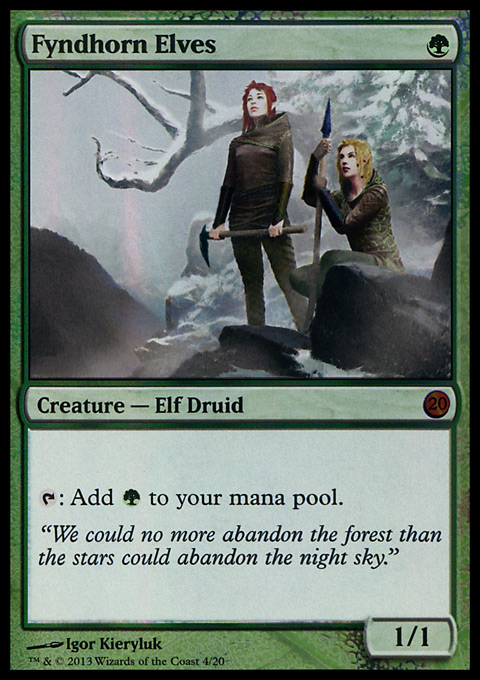 Fyndhorn Elves
Creature — Elf Druid
20
: Add to your mana pool.
“We could no more abandon the forest than
the stars could abandon the night sky.”
Igor Kieryluk
1/1
™ & © 2013 Wizards of the Coast 4/20